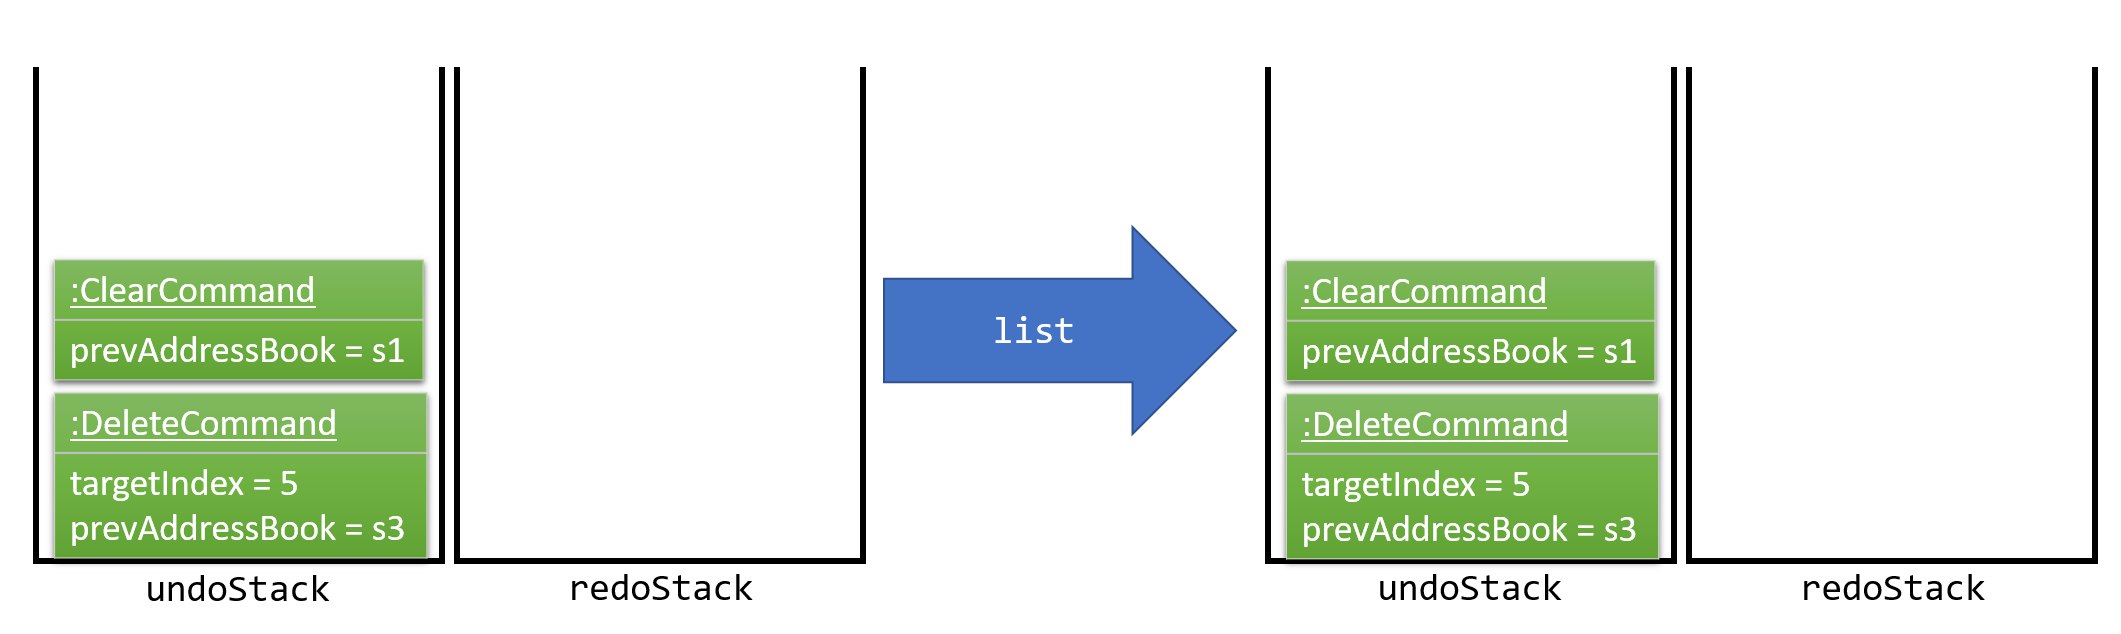 :ClearCommand
prevAddressBook = s1
:DeleteCommand
targetIndex = 5
prevAddressBook = s3
undoStack
redoStack
list
:ClearCommand
prevAddressBook = s1
:DeleteCommand
targetIndex = 5
prevAddressBook = s3
undoStack
redoStack